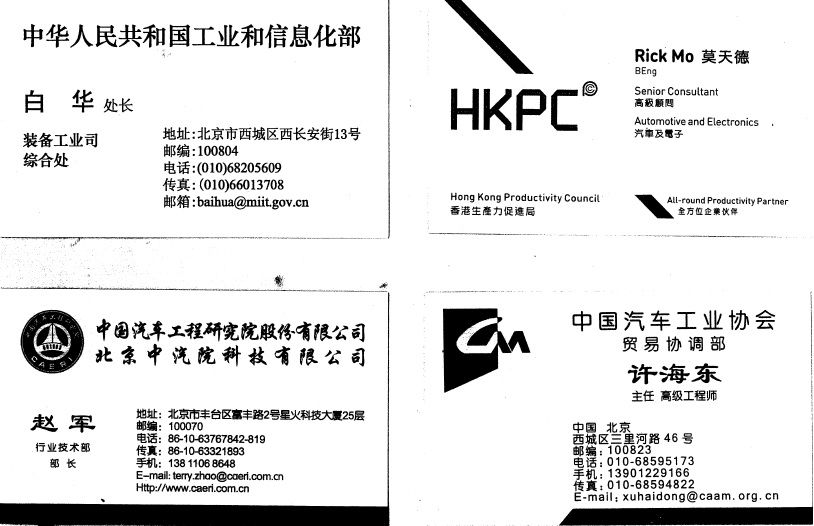 中华人民共和国工业和信息化部
白 华 处长
装备工业司
综合处
地址:北京市西城区西长安街13号
邮编:100804
电话:(010)68205609
传真:(010)66013708
邮箱:baihua@miit.gov.cn
HKPC
Rick Mo 莫天德
BEng
Senior Consultant
高級顧問
Automotive and Electronics
汽車及電子
Hong Kong Productivity Council
香港生產力促進局
All-round Productivity Partner
全方位企業伙伴
CAERI
中国汽车工程研究院股份有限公司
北京中汽院科技有限公司
赵 军
行业技术部
部 长
地址: 北京市丰台区富丰路2号星火科技大厦25层
邮编: 100070
电话: 86-10-63767842-819
传真: 86-10-63321893
手机: 138 1106 8648
E-mail: terry.zhao@caeri.com.cn
Http://www.caeri.com.cn
中国汽车工业协会
贸易协调部
许海东
主任 高级工程师
中国 北京
西城区三里河路 46 号
邮编: 100823
电话: 010-68595173
手机: 13901229166
传真: 010-68594822
E-mail: xuhaidong@caam.org.cn